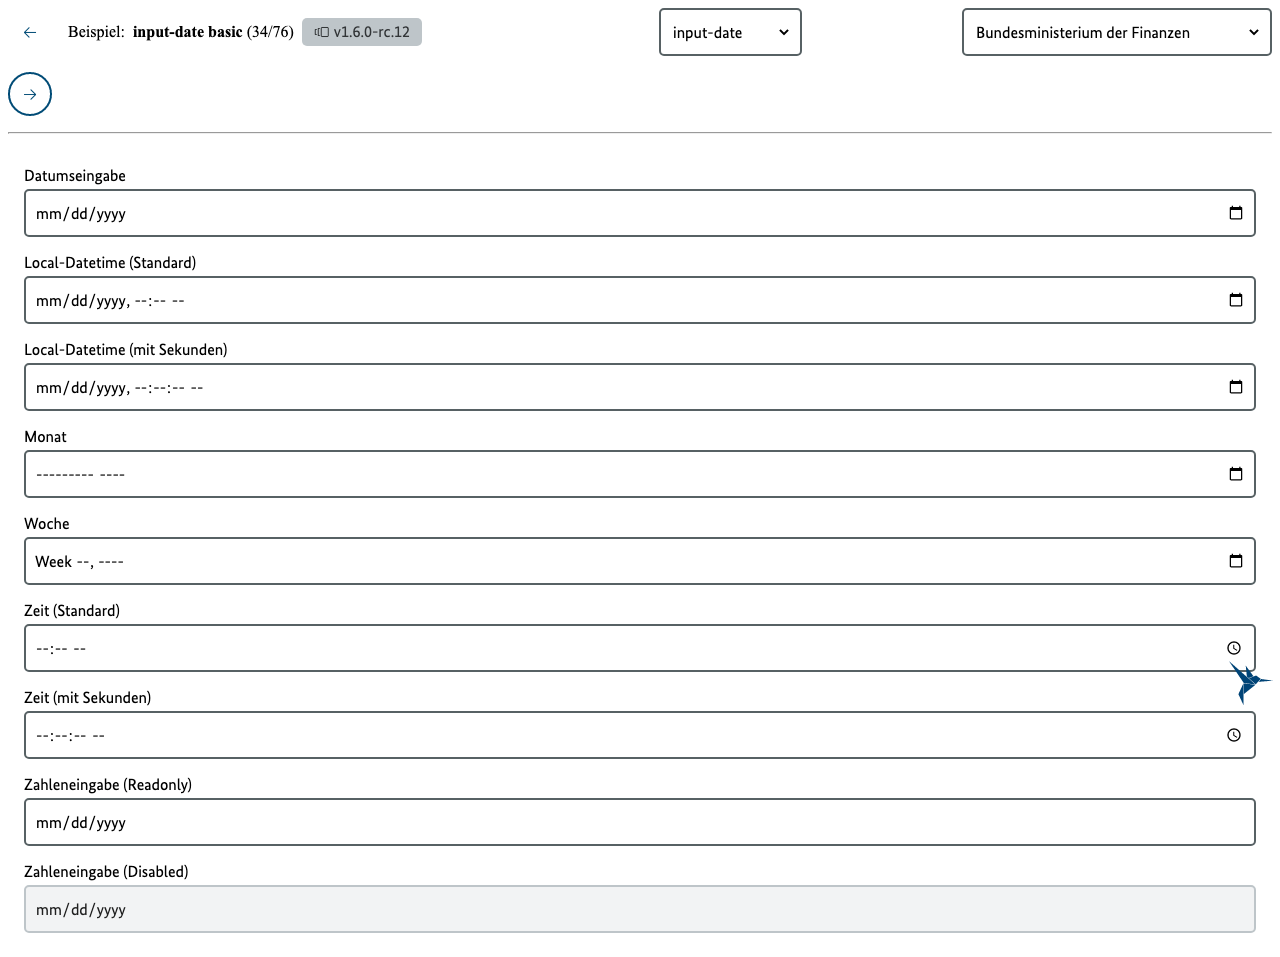 Beispiel: input-date basic (34/76) v1.6.0-rc.12 input-date Bundesministerium der Finanzen
Datumseingabe
mm/dd/yyyy
Local-Datetime (Standard)
mm/dd/yyyy, --:-- --
Local-Datetime (mit Sekunden)
mm/dd/yyyy, --:--:-- --
Monat
--------- ----
Woche
Week --, ----
Zeit (Standard)
--:-- --
Zeit (mit Sekunden)
--:--:-- --
Zahleneingabe (Readonly)
mm/dd/yyyy
Zahleneingabe (Disabled)
mm/dd/yyyy